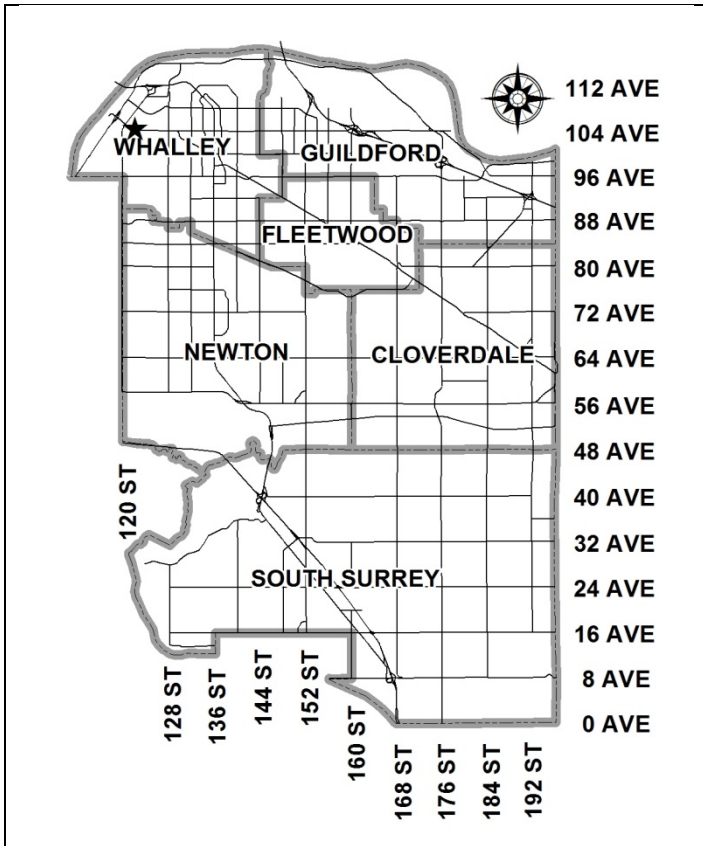 112 AVE
104 AVE
WHALLEY
GUILDFORD
96 AVE
88 AVE
FLEETWOOD
80 AVE
72 AVE
NEWTON
CLOVERDALE
64 AVE
56 AVE
48 AVE
120 ST
40 AVE
32 AVE
SOUTH SURREY
24 AVE
16 AVE
128 ST
136 ST
144 ST
152 ST
8 AVE
160 ST
0 AVE
168 ST
176 ST
184 ST
192 ST